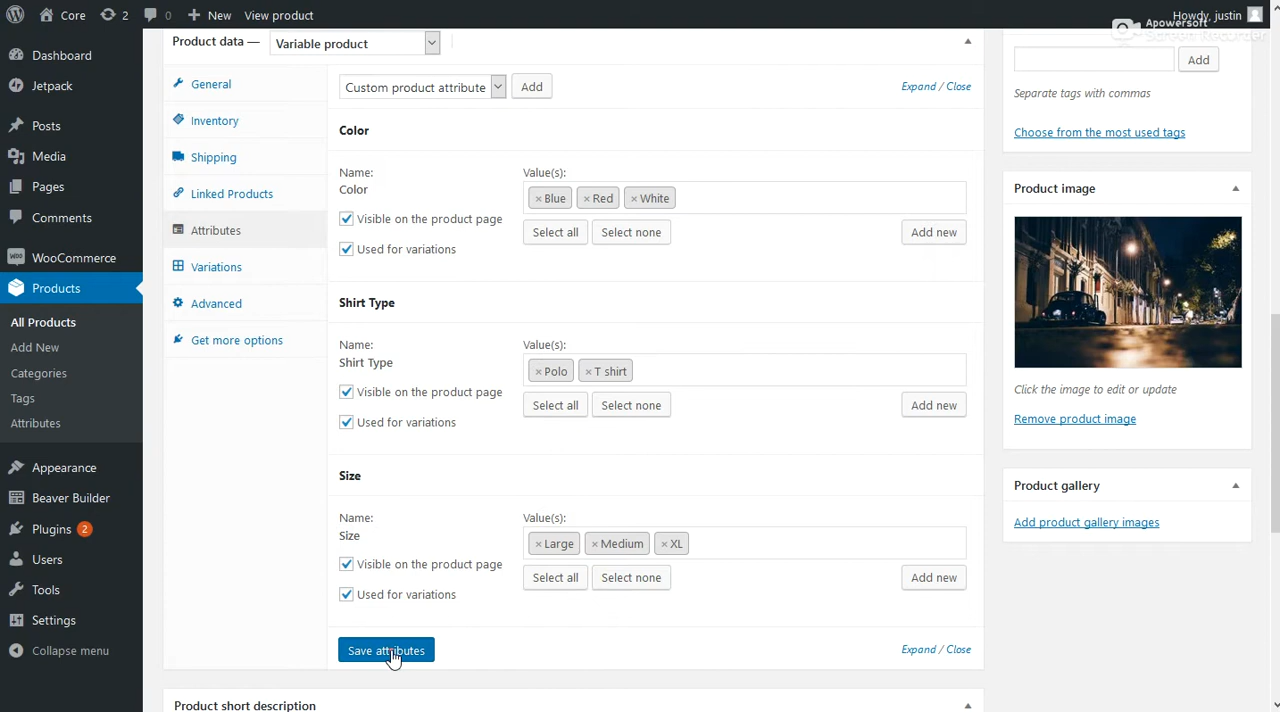 Core
2
0
New
View product
Howdy, justin
Apowersoft
Screen Recorder
Dashboard
Jetpack
Posts
Media
Pages
Comments
WooCommerce
Products
All Products
Add New
Categories
Tags
Attributes
Appearance
Beaver Builder
Plugins 2
Users
Tools
Settings
Collapse menu
Product data — Variable product
General
Inventory
Shipping
Linked Products
Attributes
Variations
Advanced
Get more options
Custom product attribute
Add
Expand / Close
Color
Name:
Color
Visible on the product page
Used for variations
Value(s):
× Blue × Red × White
Select all
Select none
Add new
Shirt Type
Name:
Shirt Type
Visible on the product page
Used for variations
Value(s):
× Polo × T shirt
Select all
Select none
Add new
Size
Name:
Size
Visible on the product page
Used for variations
Value(s):
× Large × Medium × XL
Select all
Select none
Add new
Save attributes
Expand / Close
Product short description
Add
Separate tags with commas
Choose from the most used tags
Product image
Click the image to edit or update
Remove product image
Product gallery
Add product gallery images